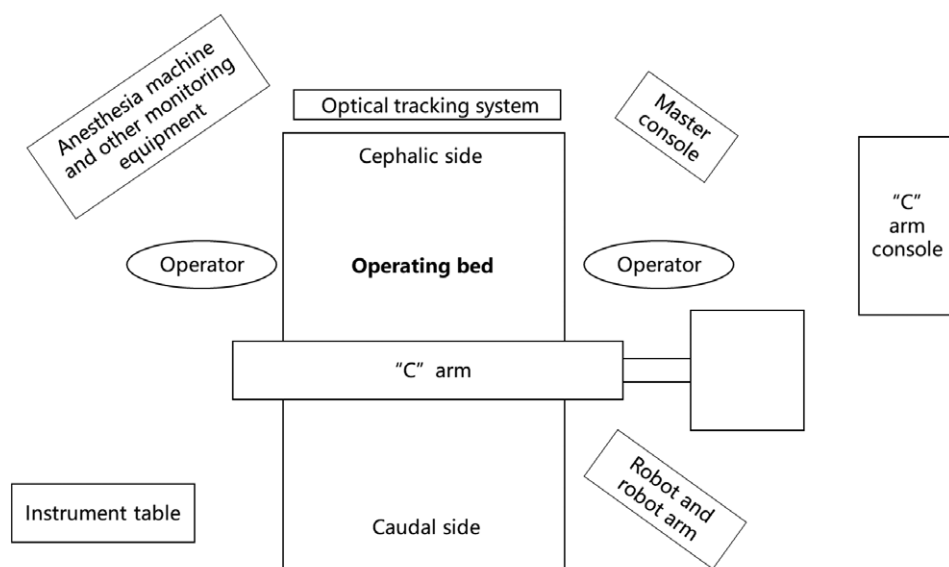 Anesthesia machine
and other monitoring
equipment
Optical tracking system
Master
console
Cephalic side
“C”
arm
console
Operator
Operating bed
Operator
“C” arm
Robot and
robot arm
Instrument table
Caudal side